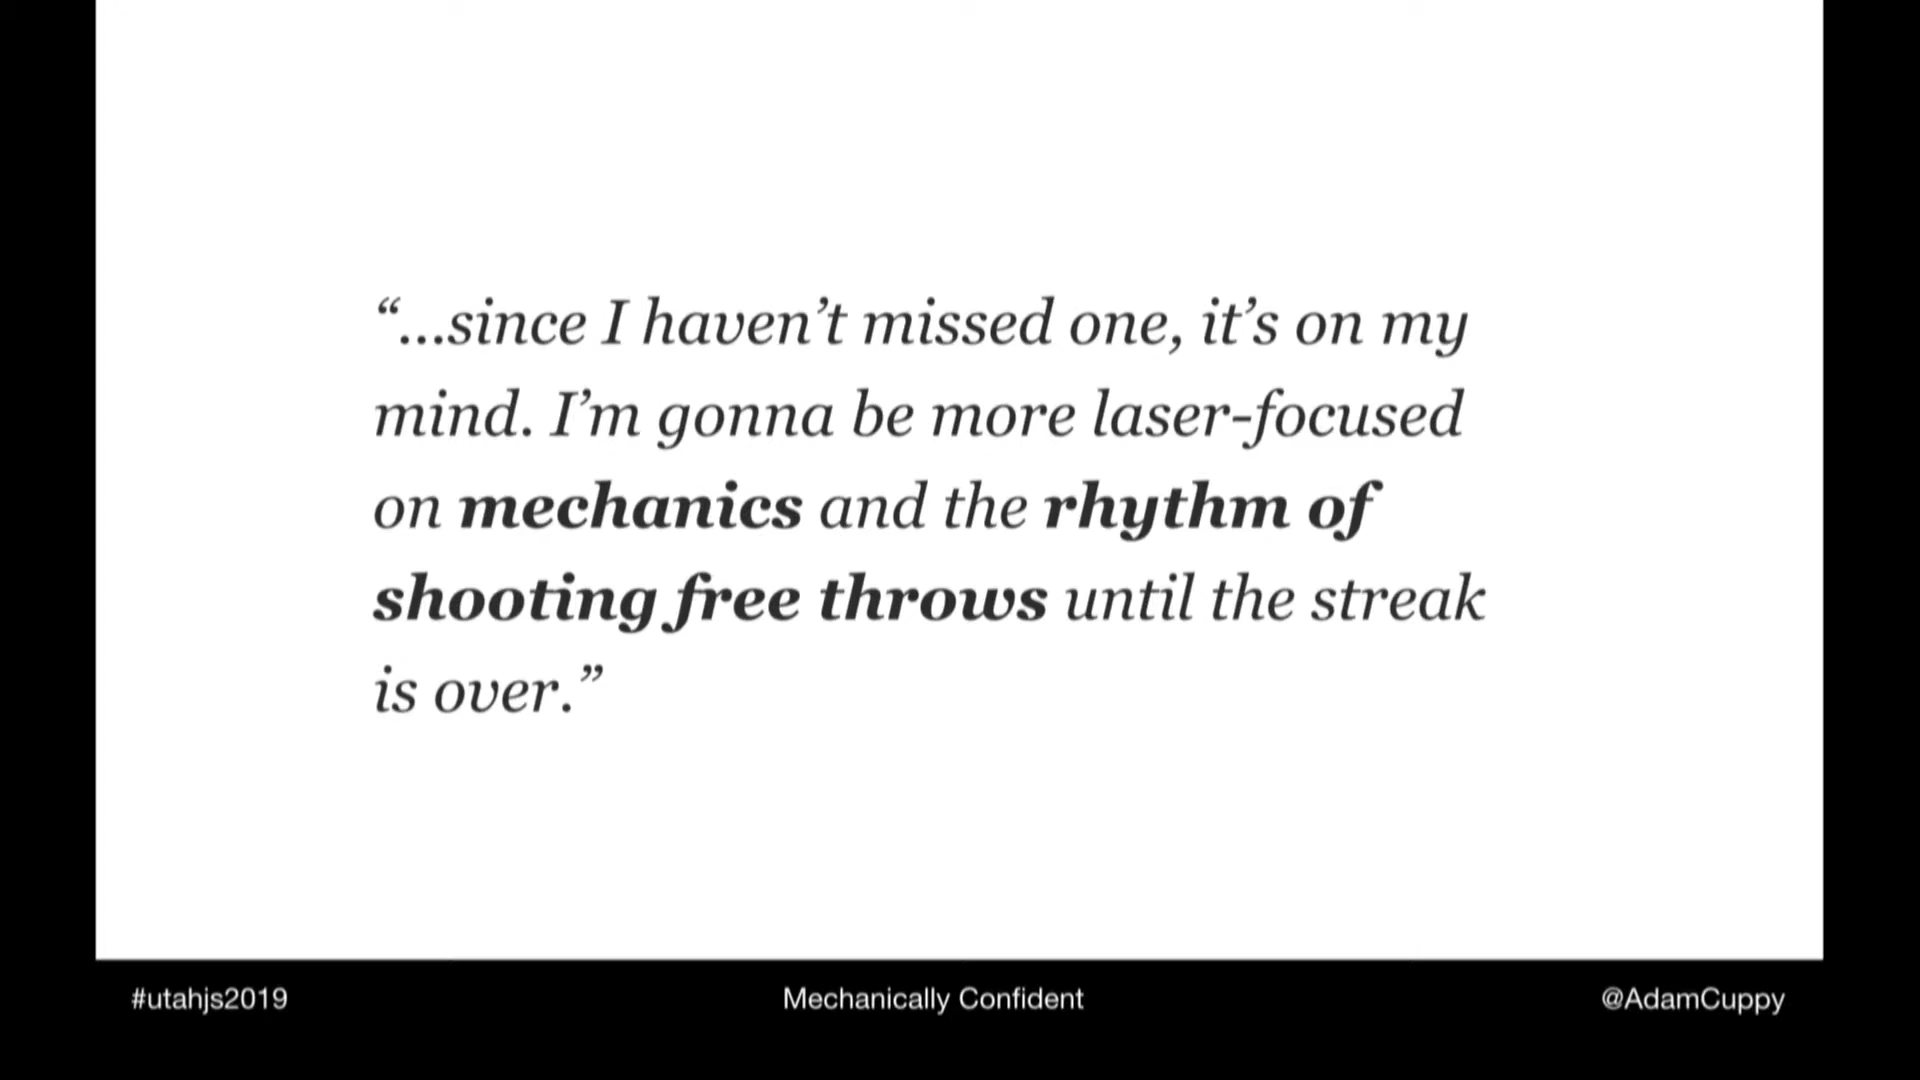 “...since I haven’t missed one, it’s on my
mind. I’m gonna be more laser-focused
on mechanics and the rhythm of
shooting free throws until the streak
is over.”
#utahjs2019
Mechanically Confident
@AdamCuppy